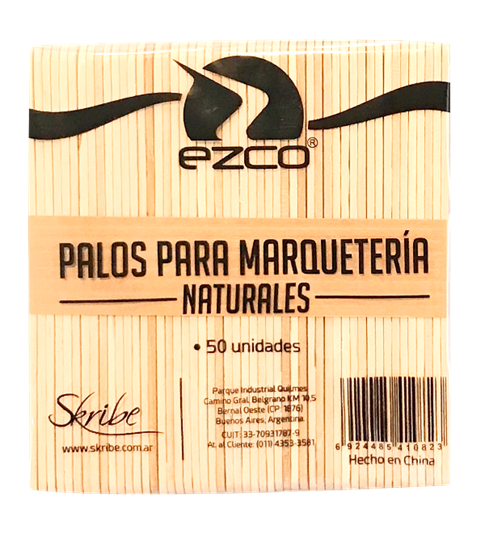 ezco®
PALOS PARA MARQUETERÍA
NATURALES
• 50 unidades
Parque Industrial Quilmes
Camino Gral. Belgrano KM 10,5
Bernal Oeste (CP: 1876)
Buenos Aires, Argentina.
CUIT: 33-70931787-9
At. al Cliente: (011) 4353-3581
Skribe
www.skribe.com.ar
6 924485 410823
Hecho en China